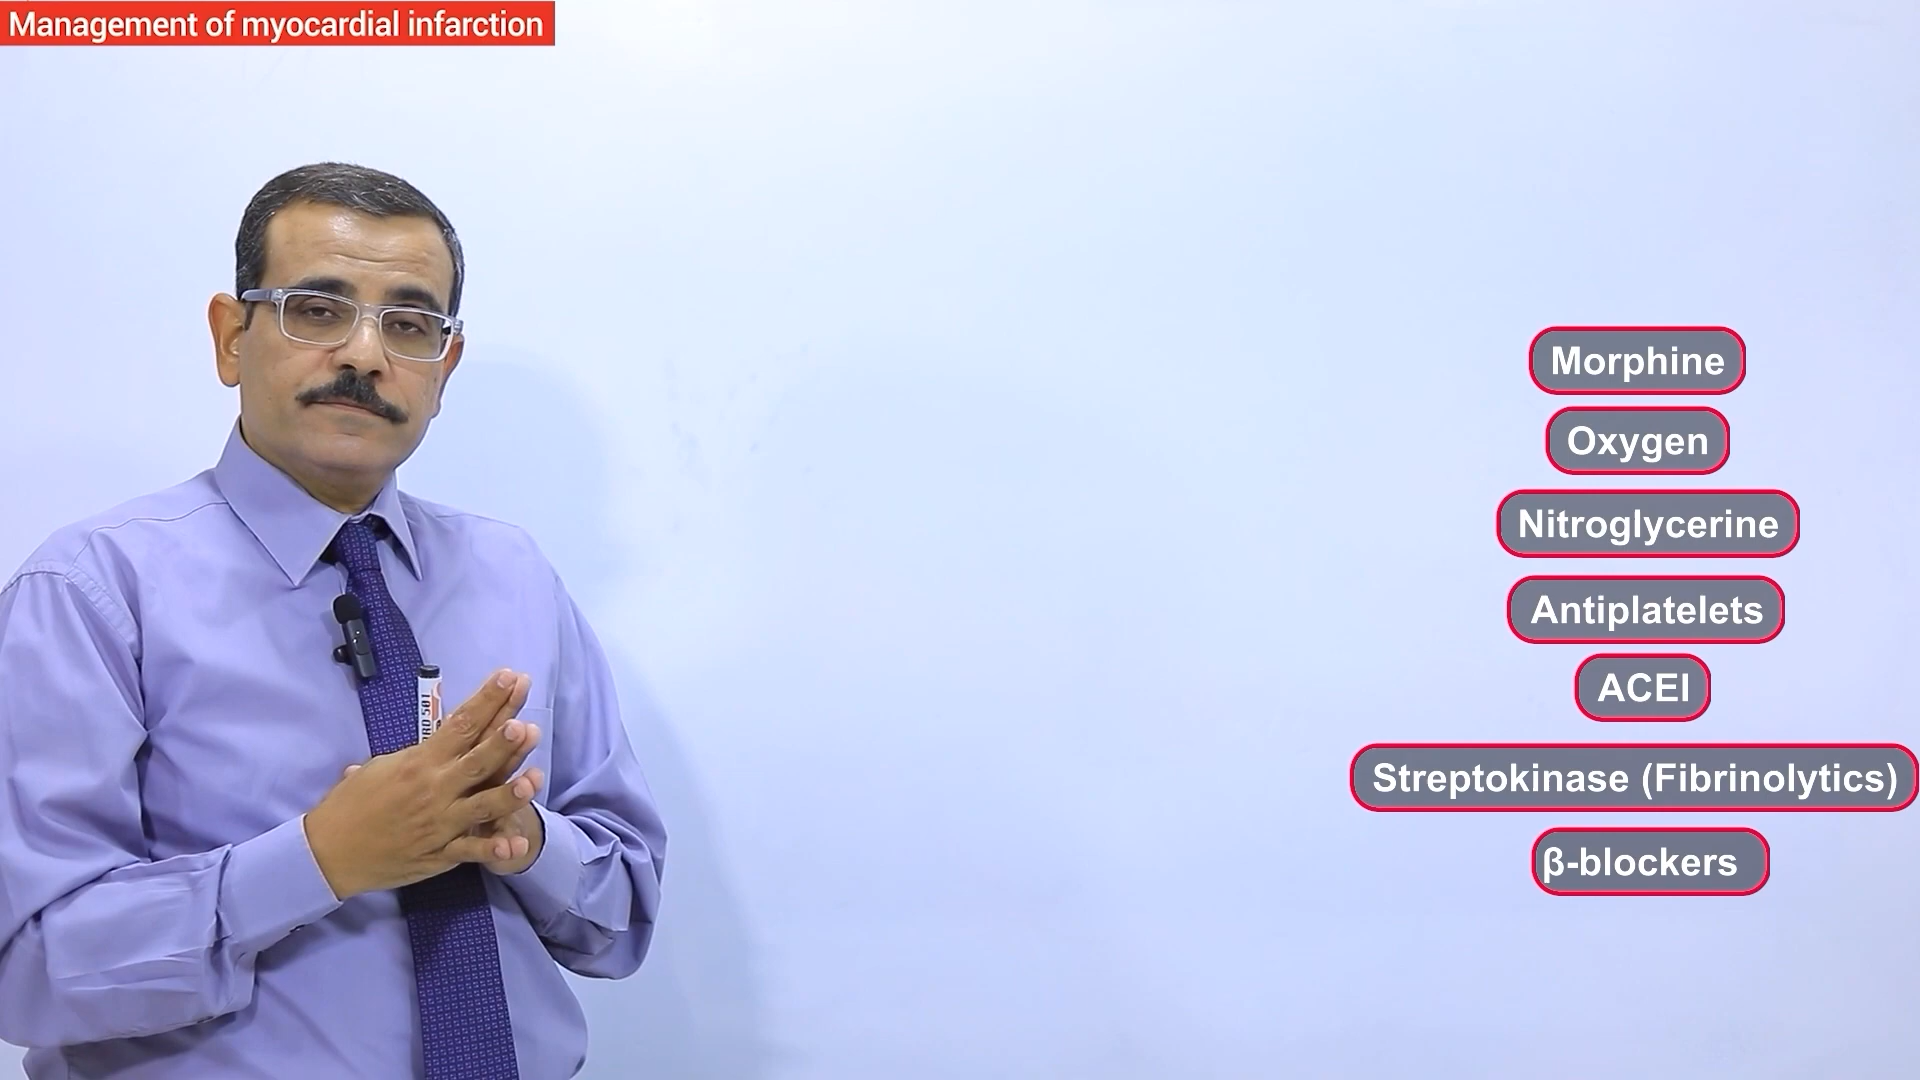 Management of myocardial infarction
Morphine
Oxygen
Nitroglycerine
Antiplatelets
ACEI
Streptokinase (Fibrinolytics)
β-blockers